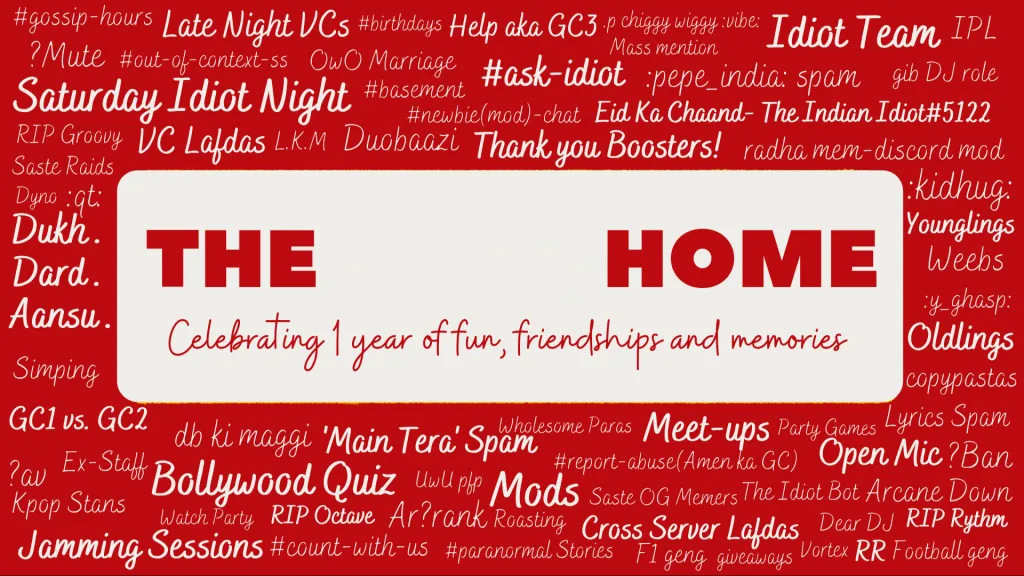 #gossip-hours Late Night VCs #birthdays Help aka GC3 .p chiggy wiggy :vibe: Idiot Team IPL
?Mute #out-of-context-ss OwO Marriage Mass mention
#ask-idiot :pepe_india: spam gib DJ role
Saturday Idiot Night #basement
#newbie(mod)-chat Eid Ka Chaand- The Indian Idiot#5122
RIP Groovy VC Lafdas L.K.M Duobaazi Thank you Boosters! radha mem-discord mod
Saste Raids
Dyno :qt: :kidhug:
Dukh. Younglings
Dard. Weebs
Aansu. :y_ghasp:
Oldlings
Simping copypastas
THE HOME
Celebrating 1 year of fun, friendships and memories
GC1 vs. GC2 db ki maggi 'Main Tera' Spam Wholesome Paras Meet-ups Party Games Lyrics Spam
?av Ex-Staff Bollywood Quiz UwU pfp #report-abuse(Amen ka GC) Open Mic ?Ban
Kpop Stans Mods Saste OG Memers The Idiot Bot Arcane Down
Watch Party RIP Octave Ar?rank Roasting Cross Server Lafdas Dear DJ RIP Rythm
Jamming Sessions #count-with-us #paranormal Stories F1 geng giveaways Vortex RR Football geng